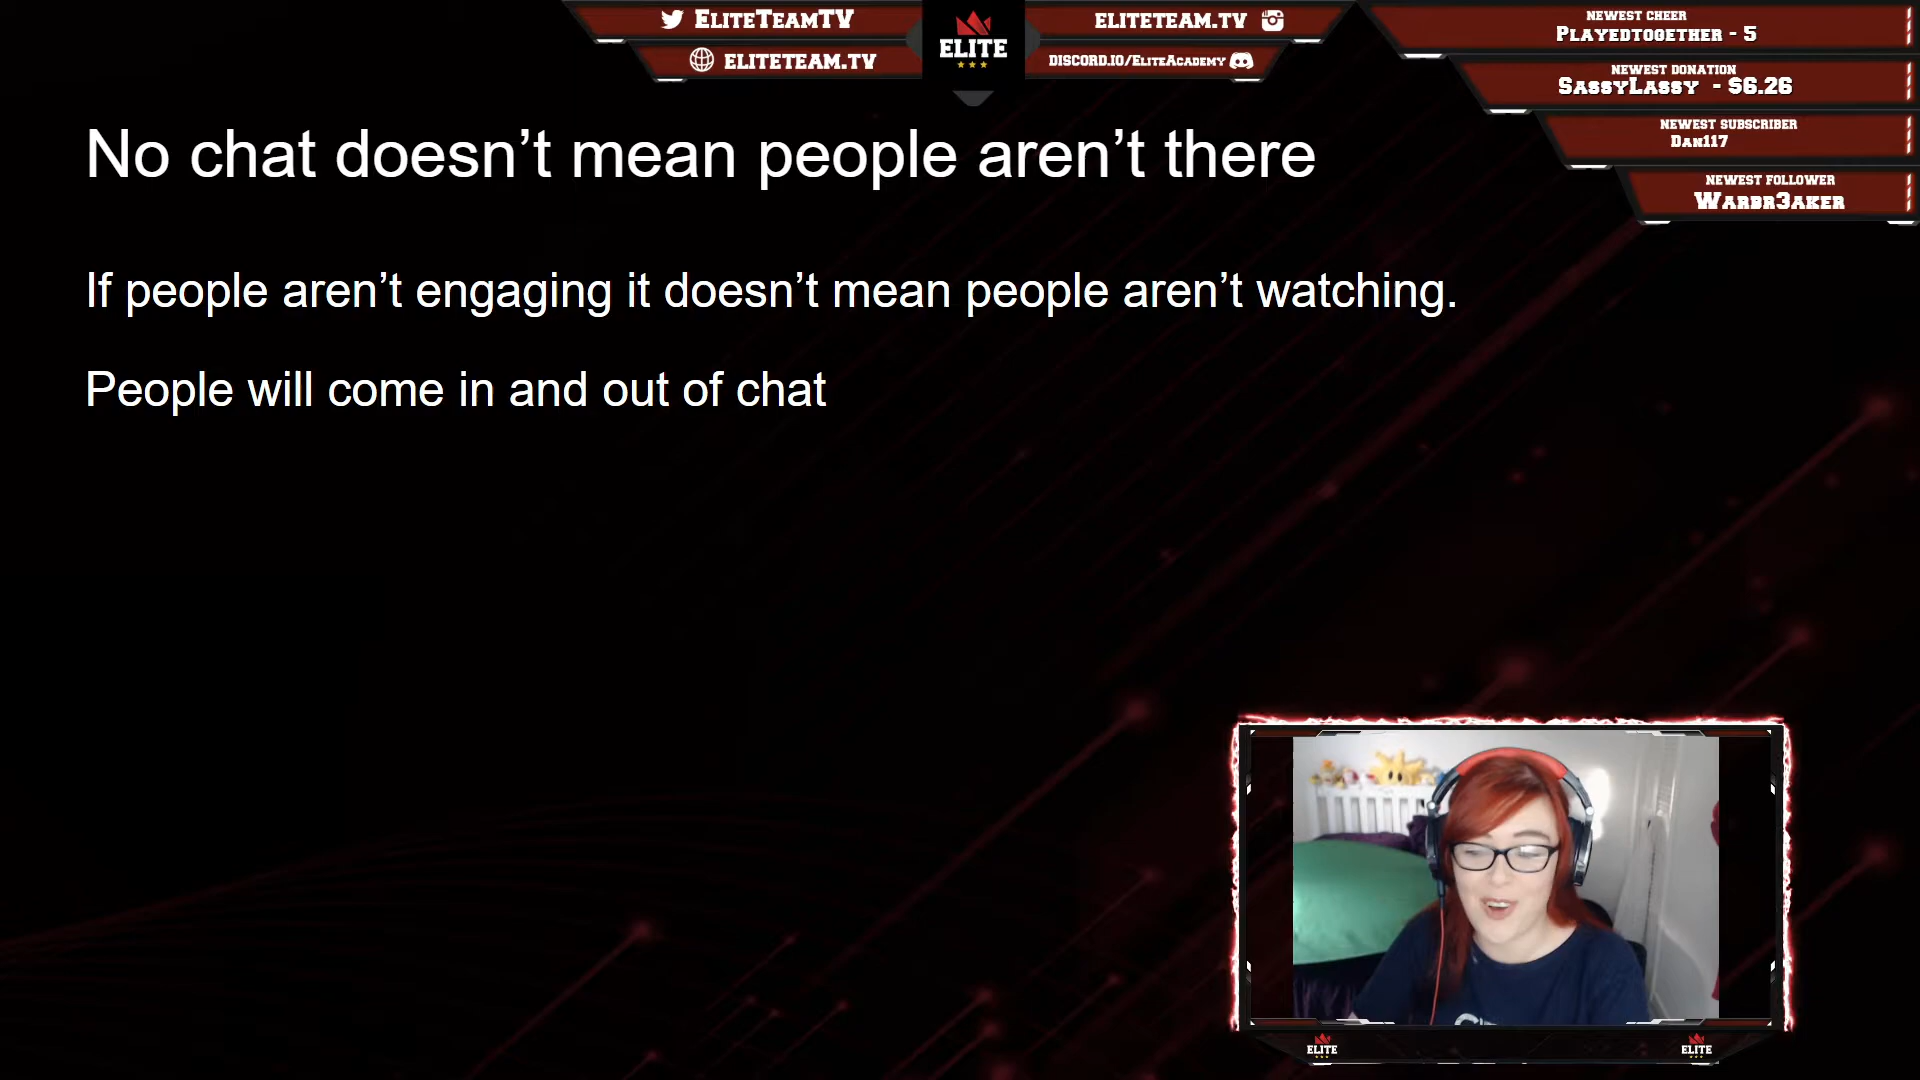 EliteTeamTV
eliteteam.tv
ELITE
eliteteam.tv
discord.io/EliteAcademy
Newest Cheer
Playedtogether - 5
Newest Donation
SassyLassy - $6.26
Newest Subscriber
Dan117
Newest Follower
Warbr3aker
No chat doesn’t mean people aren’t there
If people aren’t engaging it doesn’t mean people aren’t watching.
People will come in and out of chat
ELITE
ELITE